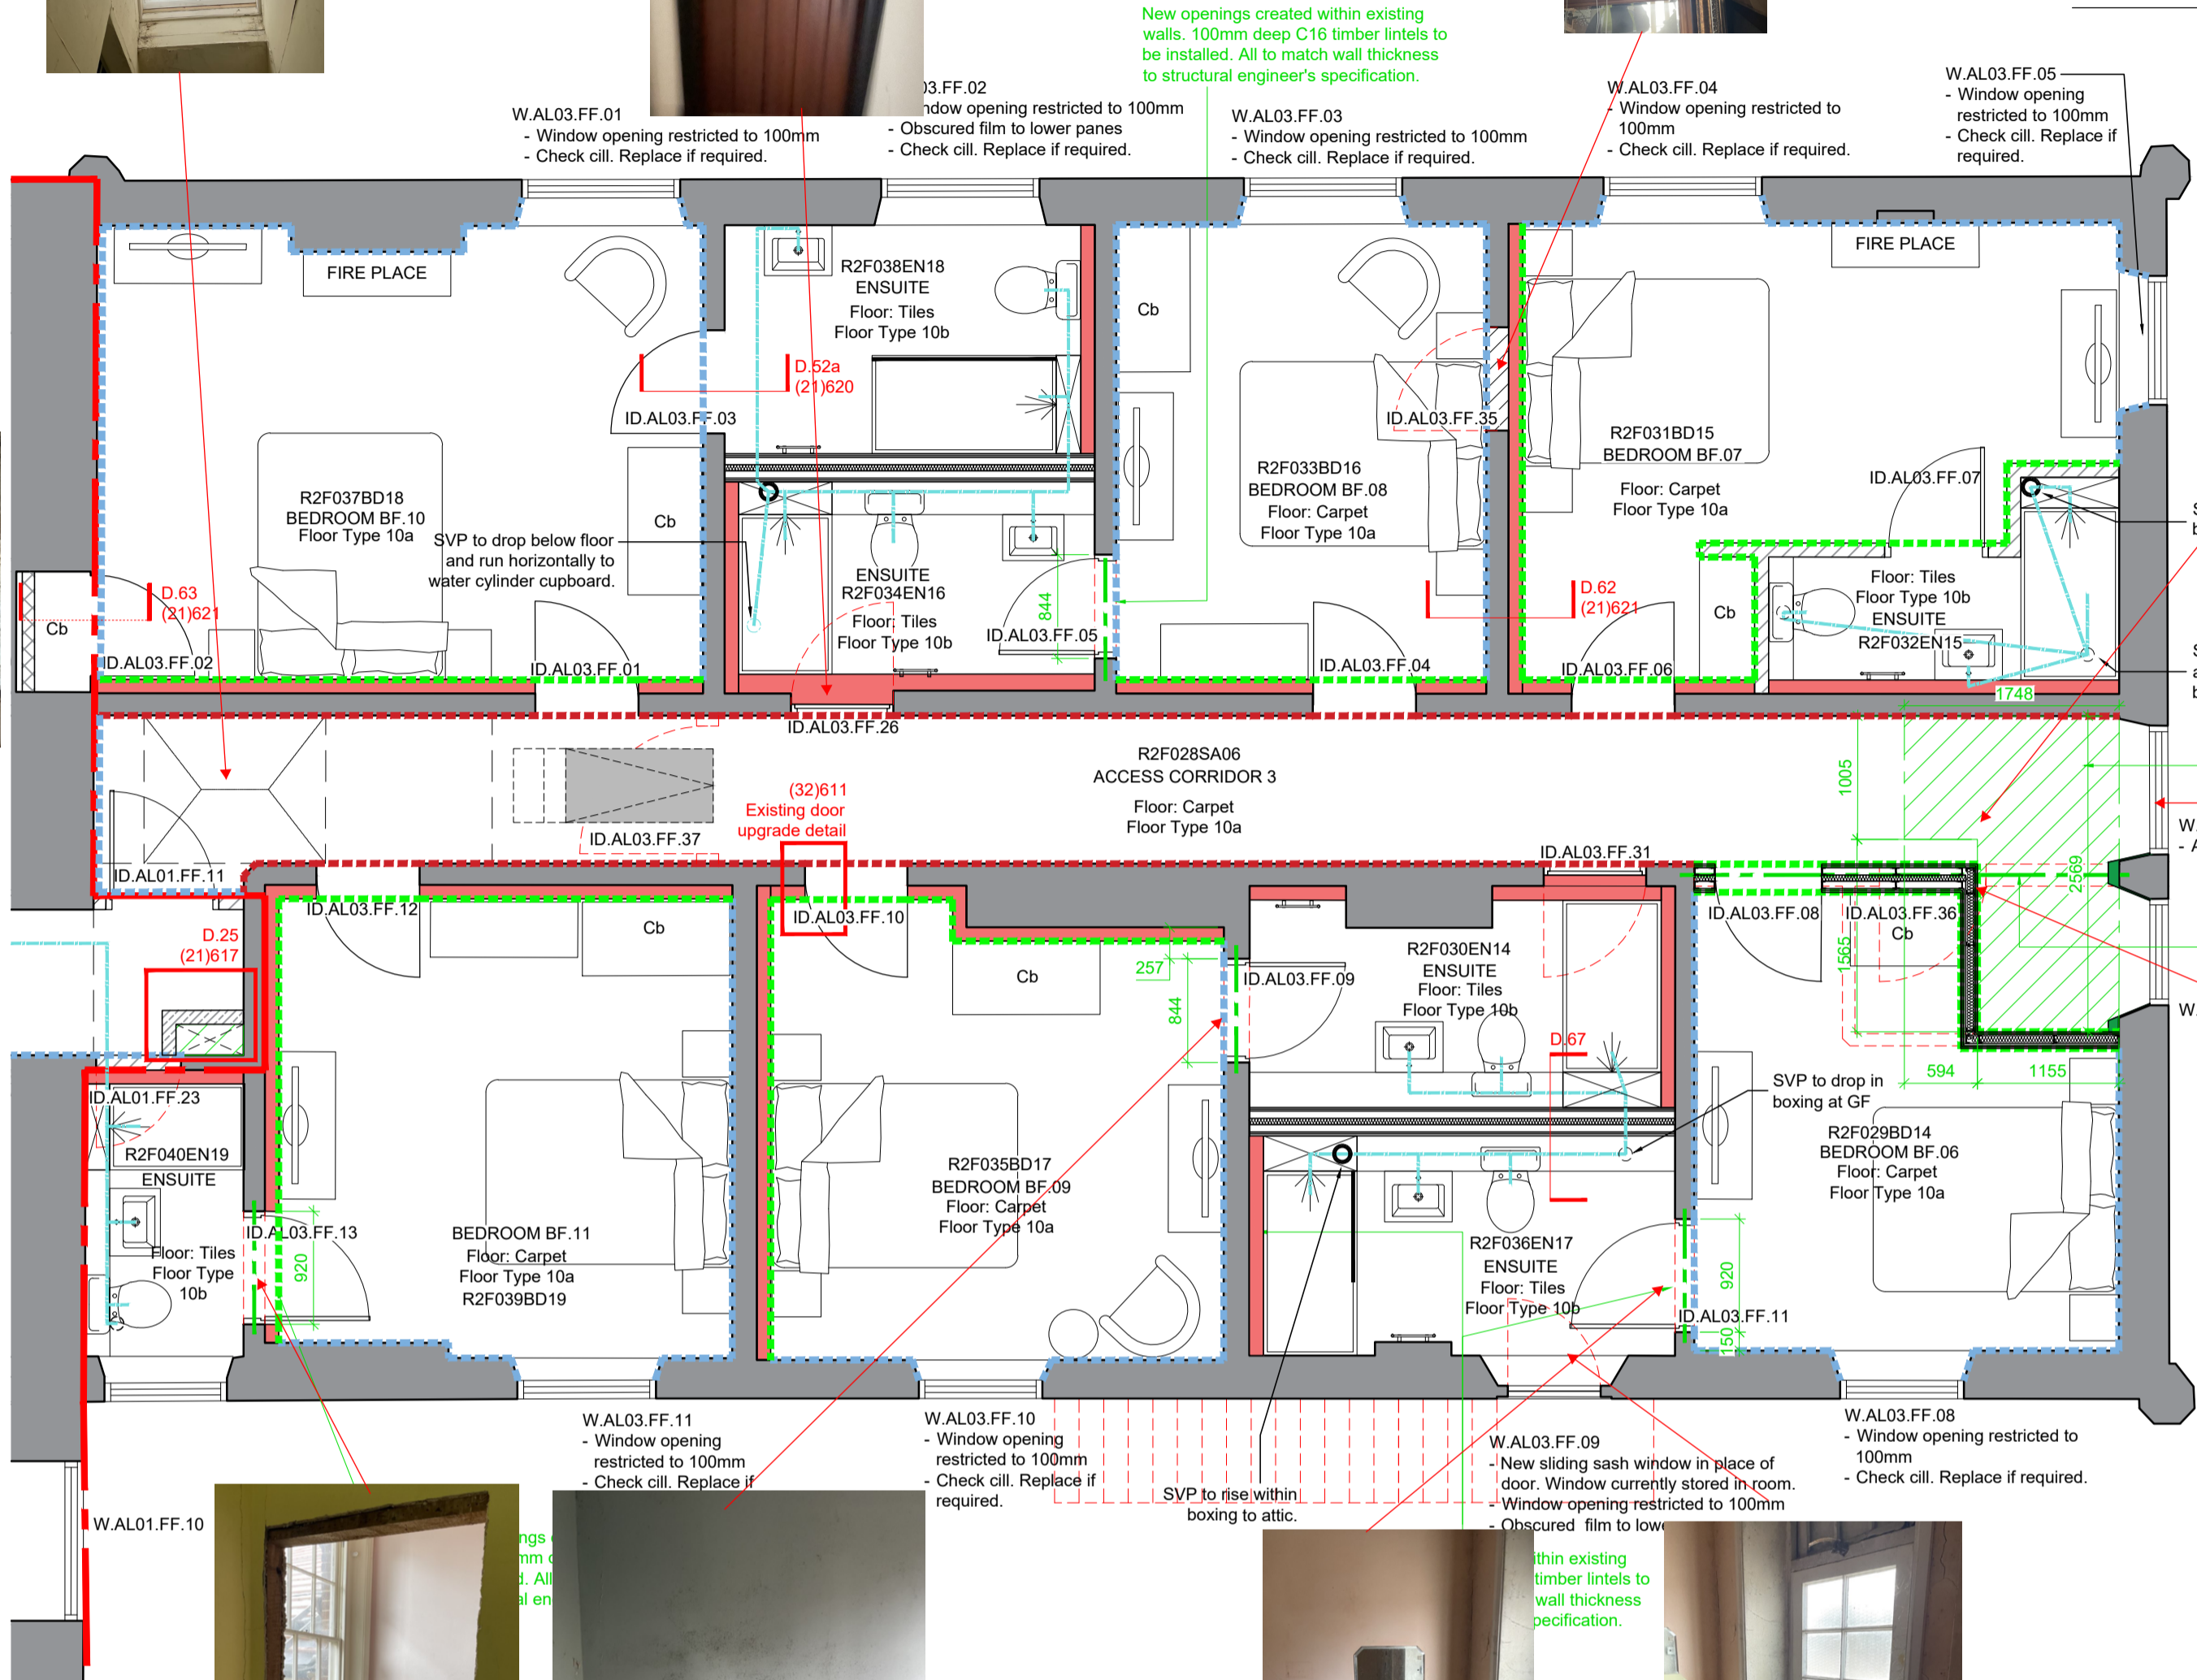 New openings created within existing
walls. 100mm deep C16 timber lintels to
be installed. All to match wall thickness
to structural engineer's specification.
W.AL03.FF.01
- Window opening restricted to 100mm
- Check cill. Replace if required.
03.FF.02
ndow opening restricted to 100mm
- Obscured film to lower panes
- Check cill. Replace if required.
W.AL03.FF.03
- Window opening restricted to 100mm
- Check cill. Replace if required.
W.AL03.FF.04
- Window opening restricted to
100mm
- Check cill. Replace if required.
W.AL03.FF.05
- Window opening
restricted to 100mm
- Check cill. Replace if
required.
FIRE PLACE
R2F038EN18
ENSUITE
Floor: Tiles
Floor Type 10b
D.52a
(21)620
ID.AL03.FF.03
Cb
ID.AL03.FF.35
FIRE PLACE
R2F031BD15
BEDROOM BF.07
Floor: Carpet
Floor Type 10a
ID.AL03.FF.07
R2F037BD18
BEDROOM BF.10
Floor Type 10a
Cb
SVP to drop below floor
and run horizontally to
water cylinder cupboard.
R2F033BD16
BEDROOM BF.08
Floor: Carpet
Floor Type 10a
ENSUITE
R2F034EN16
Floor: Tiles
Floor Type 10b
844
ID.AL03.FF.05
D.62
(21)621
Cb
Floor: Tiles
Floor Type 10b
ENSUITE
R2F032EN15
D.63
(21)621
Cb
ID.AL03.FF.02
ID.AL03.FF.01
ID.AL03.FF.04
ID.AL03.FF.06
1748
ID.AL03.FF.26
R2F028SA06
ACCESS CORRIDOR 3
Floor: Carpet
Floor Type 10a
(32)611
Existing door
upgrade detail
ID.AL03.FF.37
1005
W.
- A
ID.AL01.FF.11
ID.AL03.FF.31
2569
ID.AL03.FF.12
ID.AL03.FF.10
Cb
ID.AL03.FF.08
ID.AL03.FF.36
Cb
1565
D.25
(21)617
Cb
257
844
ID.AL03.FF.09
R2F030EN14
ENSUITE
Floor: Tiles
Floor Type 10b
D.67
W.
594
1155
SVP to drop in
boxing at GF
ID.AL01.FF.23
R2F040EN19
ENSUITE
Floor: Tiles
Floor Type
10b
ID.AL03.FF.13
920
BEDROOM BF.11
Floor: Carpet
Floor Type 10a
R2F039BD19
R2F035BD17
BEDROOM BF.09
Floor: Carpet
Floor Type 10a
R2F036EN17
ENSUITE
Floor: Tiles
Floor Type 10b
R2F029BD14
BEDROOM BF.06
Floor: Carpet
Floor Type 10a
920
ID.AL03.FF.11
150
W.AL01.FF.10
W.AL03.FF.11
- Window opening
restricted to 100mm
- Check cill. Replace if
W.AL03.FF.10
- Window opening
restricted to 100mm
- Check cill. Replace if
required.
SVP to rise within
boxing to attic.
W.AL03.FF.09
- New sliding sash window in place of
door. Window currently stored in room.
- Window opening restricted to 100mm
- Obscured film to lowe
W.AL03.FF.08
- Window opening restricted to
100mm
- Check cill. Replace if required.
ithin existing
timber lintels to
wall thickness
pecification.